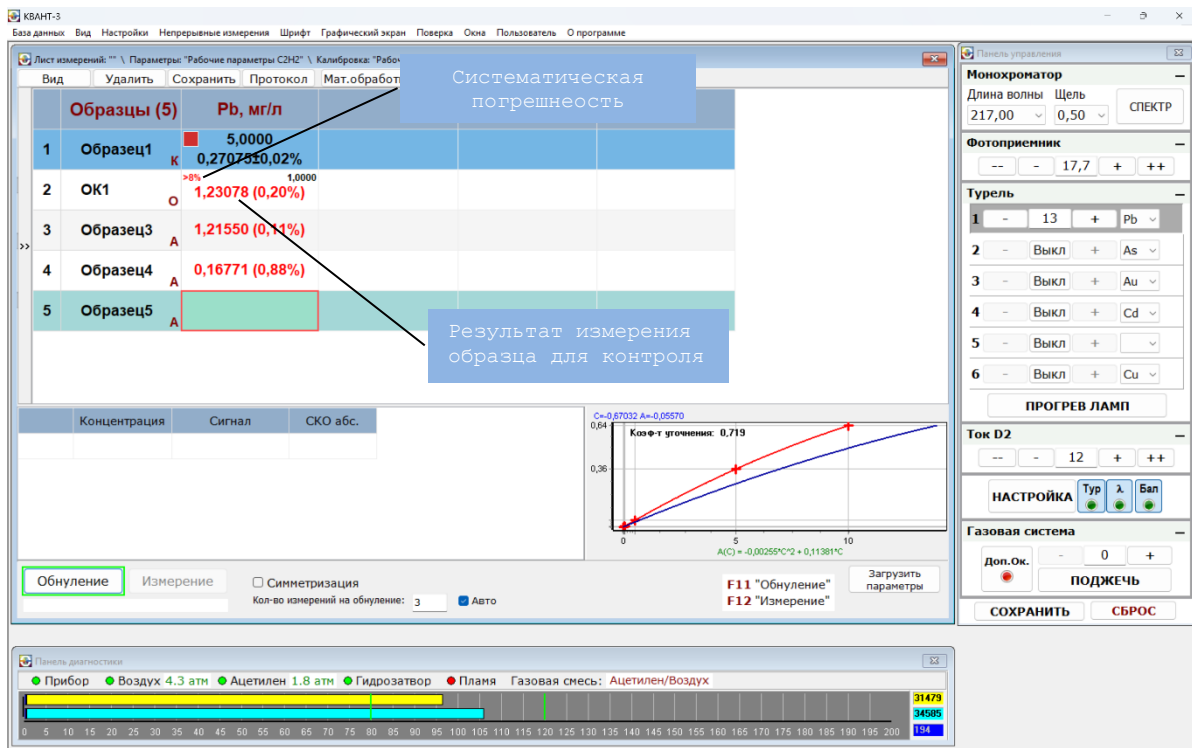 КВАНТ-3
База данных Вид Настройки Непрерывные измерения Шрифт Графический экран Поверка Окна Пользователь О программе
Лист измерений: "" \ Параметры: "Рабочие параметры C2H2" \ Калибровка: "Рабоч
Вид Удалить Сохранить Протокол Мат.обработ
Систематическая
погрешнеость
Образцы (5) Pb, мг/л
1 Образец1 К 5,0000
0,27075±0,02%
2 ОК1 О >8% 1,0000
1,23078 (0,20%)
3 Образец3 А 1,21550 (0,11%)
4 Образец4 А 0,16771 (0,88%)
5 Образец5 А
>>
Результат измерения
образца для контроля
Концентрация Сигнал СКО абс.
C=-0,67032 A=-0,05570
0,64
Коэф-т уточнения: 0,719
0,36
0 5 10
A(C) = -0,00255*C^2 + 0,11381*C
Обнуление Измерение Симметризация
Кол-во измерений на обнуление: 3 Авто
F11 "Обнуление"
F12 "Измерение"
Загрузить
параметры
Панель управления
Монохроматор
Длина волны Щель
217,00 0,50 СПЕКТР
Фотоприемник
-- - 17,7 + ++
Турель
1 - 13 + Pb
2 - Выкл + As
3 - Выкл + Au
4 - Выкл + Cd
5 - Выкл +
6 - Выкл + Cu
ПРОГРЕВ ЛАМП
Ток D2
-- - 12 + ++
НАСТРОЙКА Тур λ Бал
Газовая система
Доп.Ок. - 0 +
ПОДЖЕЧЬ
СОХРАНИТЬ СБРОС
Панель диагностики
Прибор Воздух 4.3 атм Ацетилен 1.8 атм Гидрозатвор Пламя Газовая смесь: Ацетилен/Воздух
31479
34585
0 5 10 15 20 25 30 35 40 45 50 55 60 65 70 75 80 85 90 95 100 105 110 115 120 125 130 135 140 145 150 155 160 165 170 175 180 185 190 195 200 194